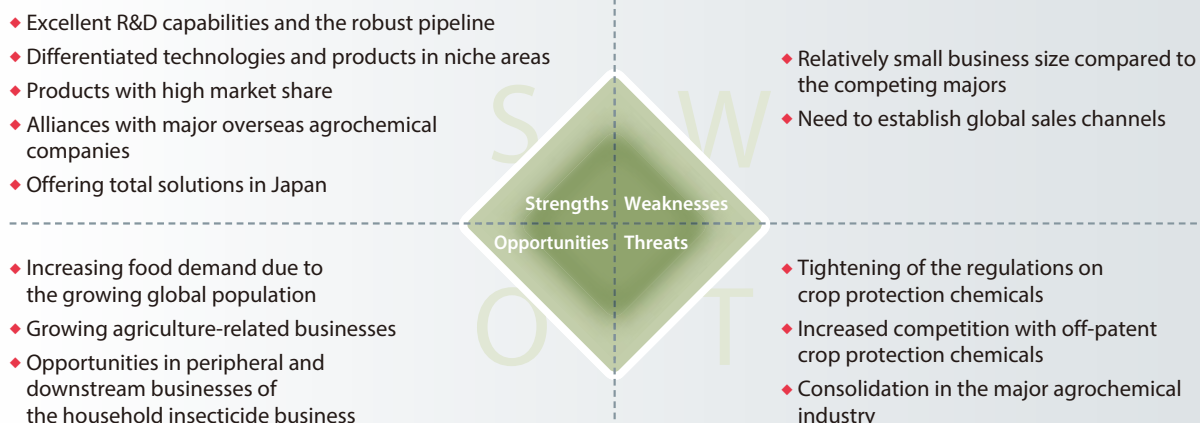 ◆ Excellent R&D capabilities and the robust pipeline
◆ Differentiated technologies and products in niche areas
◆ Products with high market share
◆ Alliances with major overseas agrochemical
companies
◆ Offering total solutions in Japan
◆ Relatively small business size compared to
the competing majors
◆ Need to establish global sales channels
S W
Strengths Weaknesses
Opportunities Threats
O T
◆ Increasing food demand due to
the growing global population
◆ Growing agriculture-related businesses
◆ Opportunities in peripheral and
downstream businesses of
the household insecticide business
◆ Tightening of the regulations on
crop protection chemicals
◆ Increased competition with off-patent
crop protection chemicals
◆ Consolidation in the major agrochemical
industry